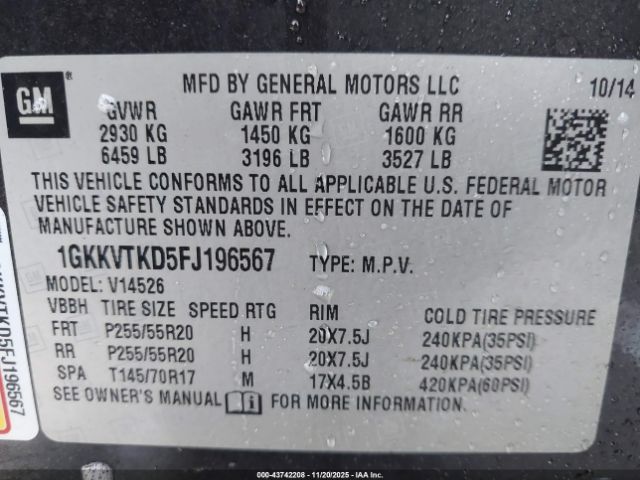 GM
MFD BY GENERAL MOTORS LLC 10/14
GVWR GAWR FRT GAWR RR
2930 KG 1450 KG 1600 KG
6459 LB 3196 LB 3527 LB
THIS VEHICLE CONFORMS TO ALL APPLICABLE U.S. FEDERAL MOTOR
VEHICLE SAFETY STANDARDS IN EFFECT ON THE DATE OF
MANUFACTURE SHOWN ABOVE.
1GKKVTKD5FJ196567 TYPE: M.P.V.
MODEL: V14526
VBBH TIRE SIZE SPEED RTG RIM COLD TIRE PRESSURE
FRT P255/55R20 H 20X7.5J 240KPA(35PSI)
RR P255/55R20 H 20X7.5J 240KPA(35PSI)
SPA T145/70R17 M 17X4.5B 420KPA(60PSI)
SEE OWNER'S MANUAL FOR MORE INFORMATION.
KKVTKD5FJ196567
000-43742208 - 11/20/2025 - IAAI.COM